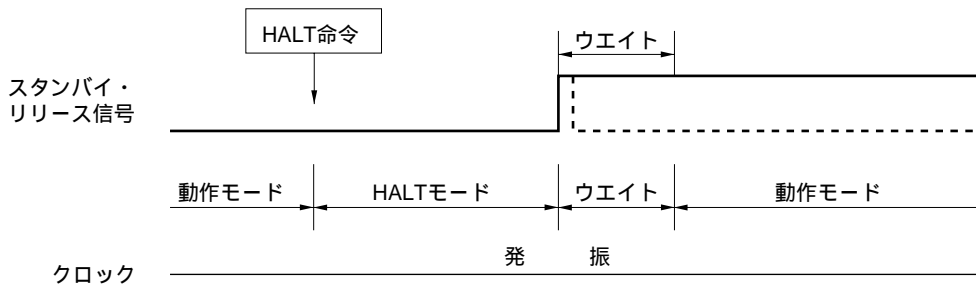 HALT命令
ウエイト
スタンバイ・
リリース信号
動作モード
HALTモード
ウエイト
動作モード
発 振
クロック